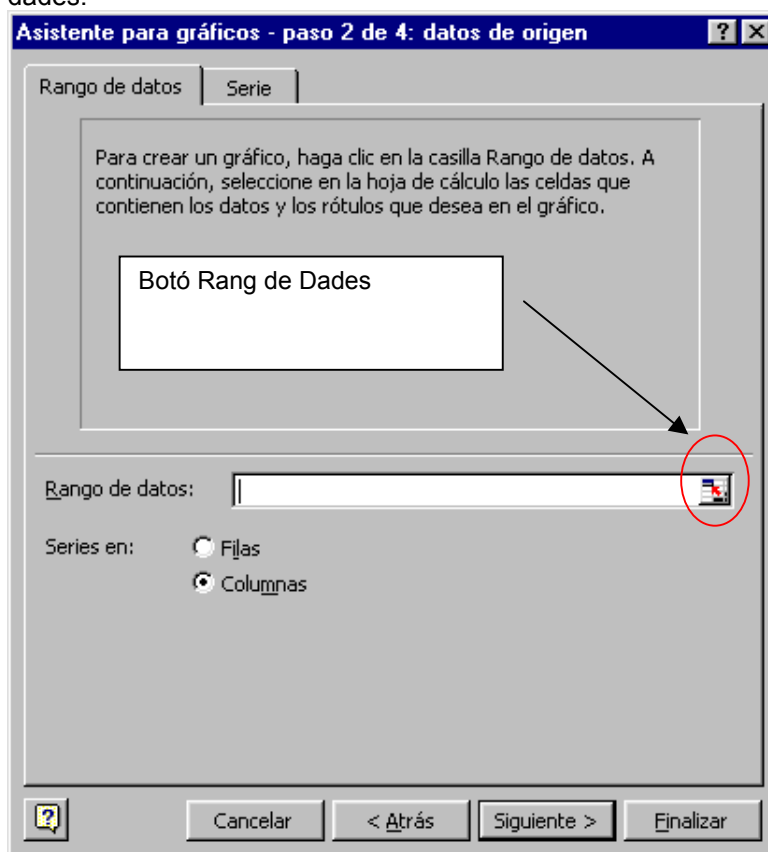 dades.
Asistente para gráficos - paso 2 de 4: datos de origen
Rango de datos
Serie
Para crear un gráfico, haga clic en la casilla Rango de datos. A
continuación, seleccione en la hoja de cálculo las celdas que
contienen los datos y los rótulos que desea en el gráfico.
Botó Rang de Dades
Rango de datos:
Series en:
Filas
Columnas
Cancelar
< Atrás
Siguiente >
Finalizar